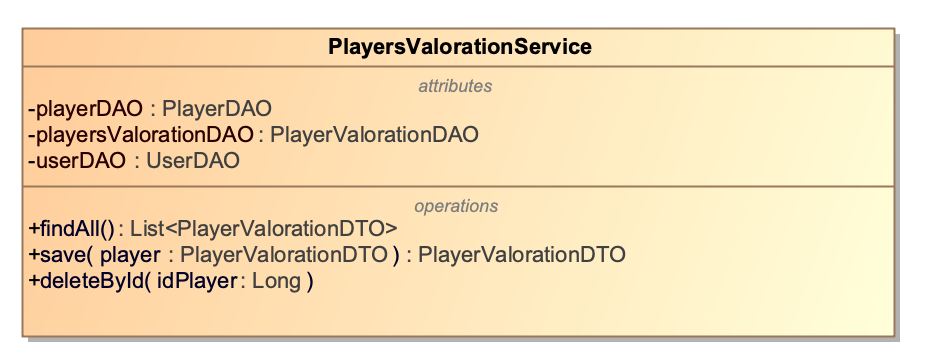 PlayersValorationService
attributes
-playerDAO : PlayerDAO
-playersValorationDAO : PlayerValorationDAO
-userDAO : UserDAO
operations
+findAll() : List<PlayerValorationDTO>
+save( player : PlayerValorationDTO ) : PlayerValorationDTO
+deleteById( idPlayer : Long )